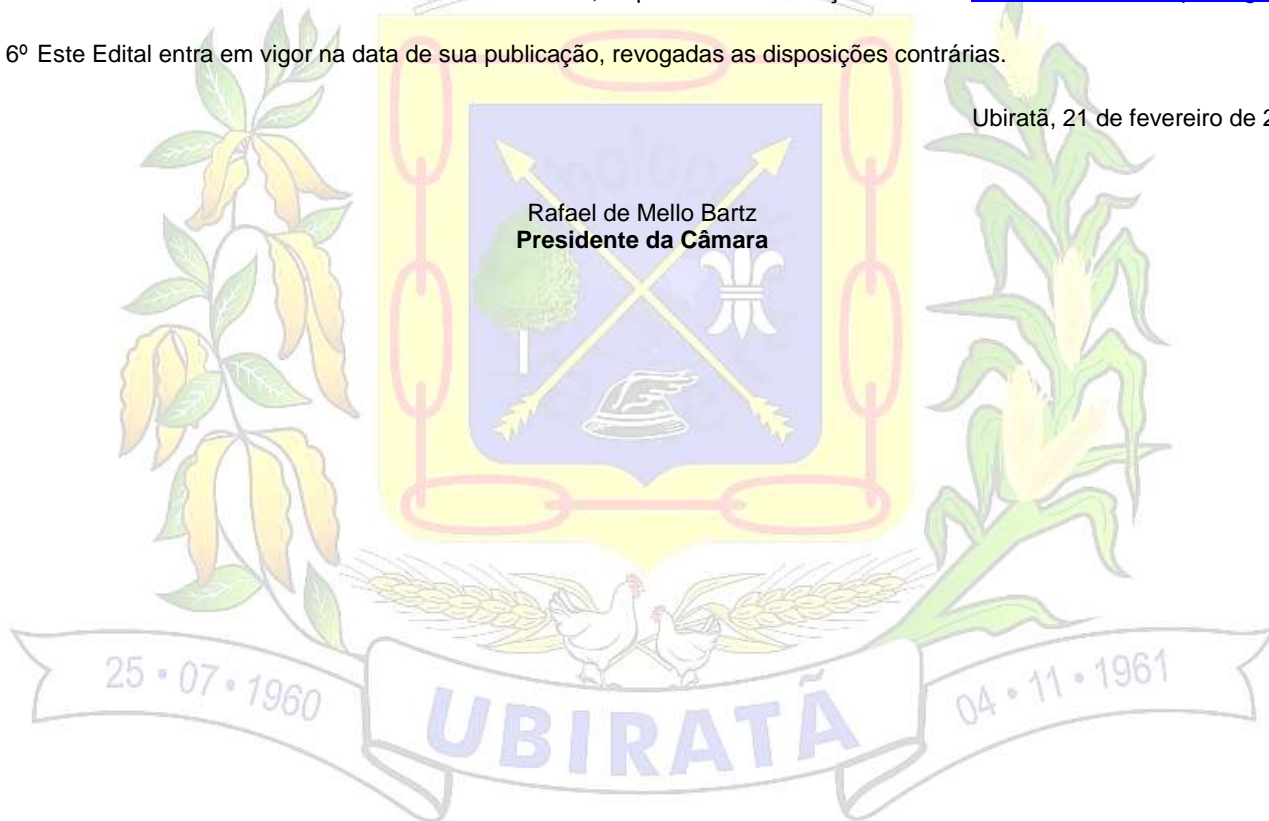 6º Este Edital entra em vigor na data de sua publicação, revogadas as disposições contrárias.
Ubiratã, 21 de fevereiro de 2
Rafael de Mello Bartz
Presidente da Câmara
25 • 07 • 1960
UBIRATÃ
04 • 11 • 1961